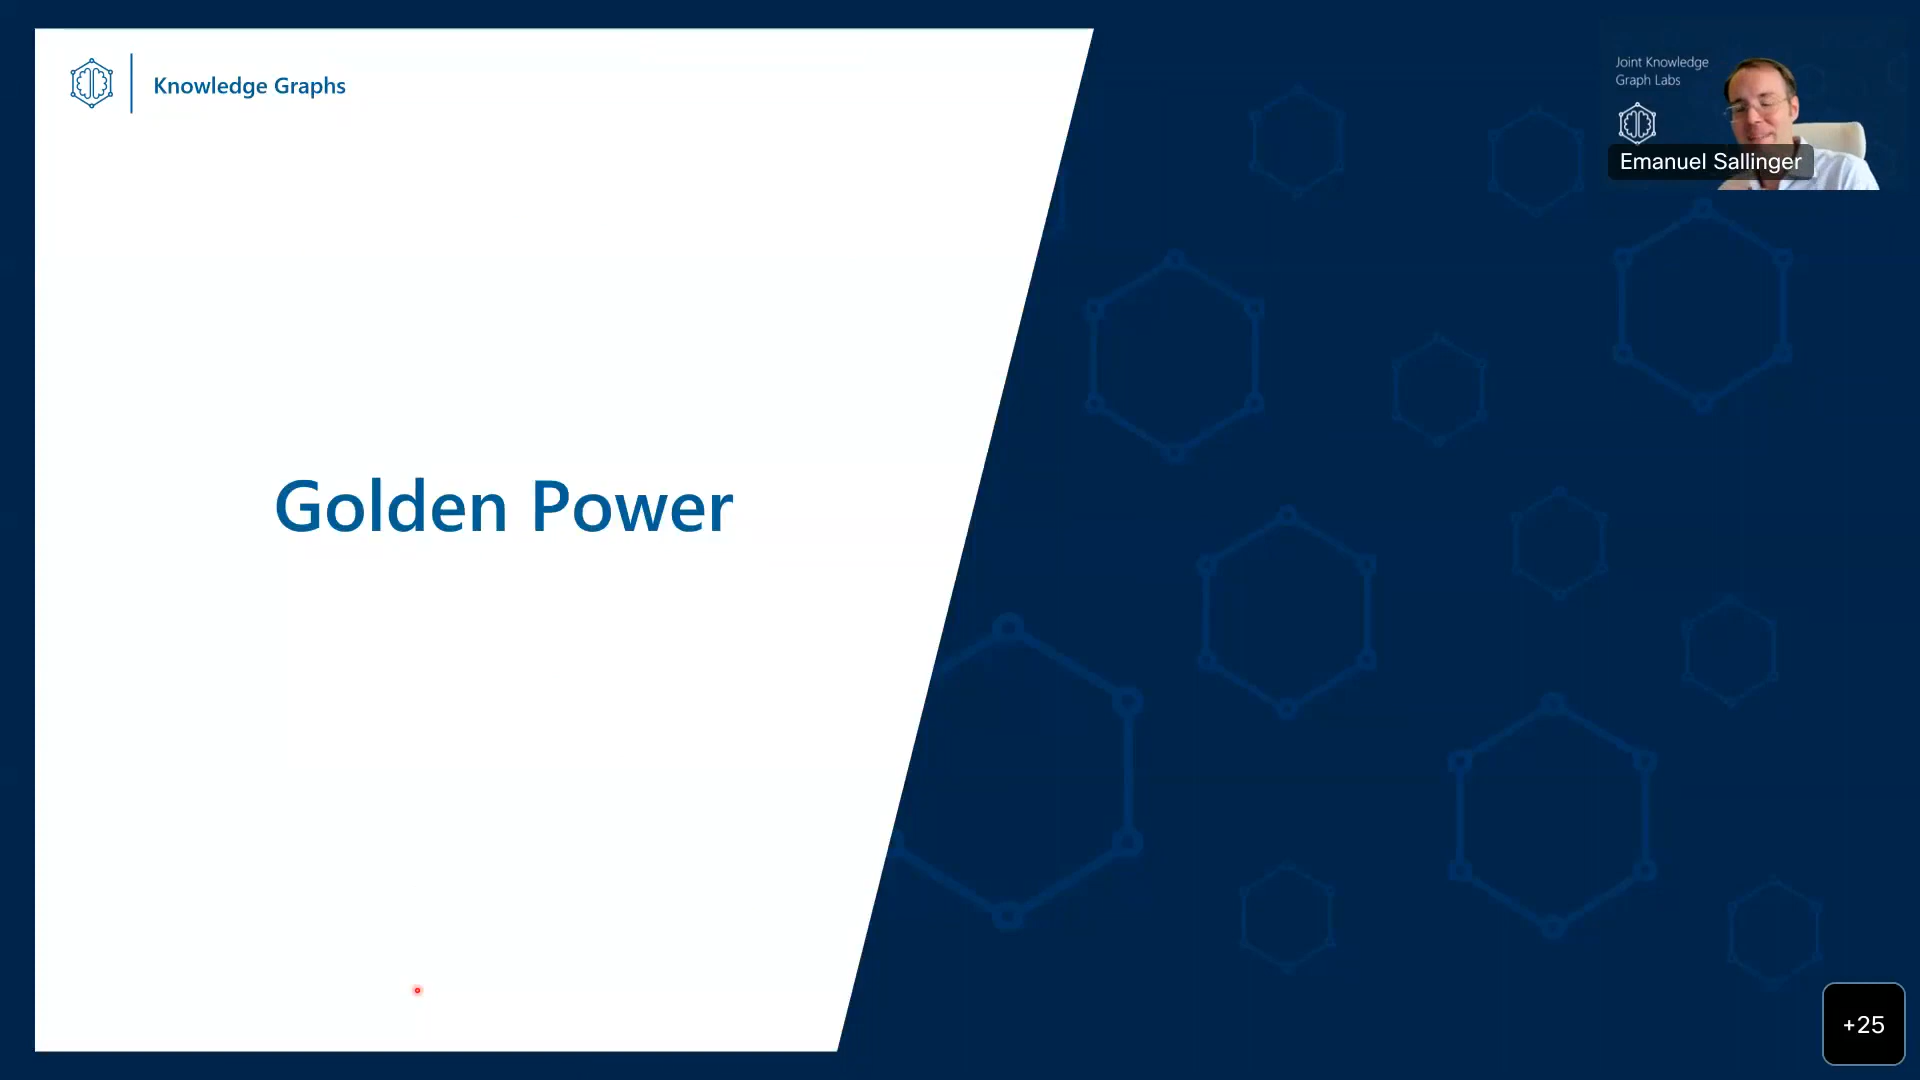 Knowledge Graphs
Joint Knowledge
Graph Labs
Emanuel Sallinger
Golden Power
+25